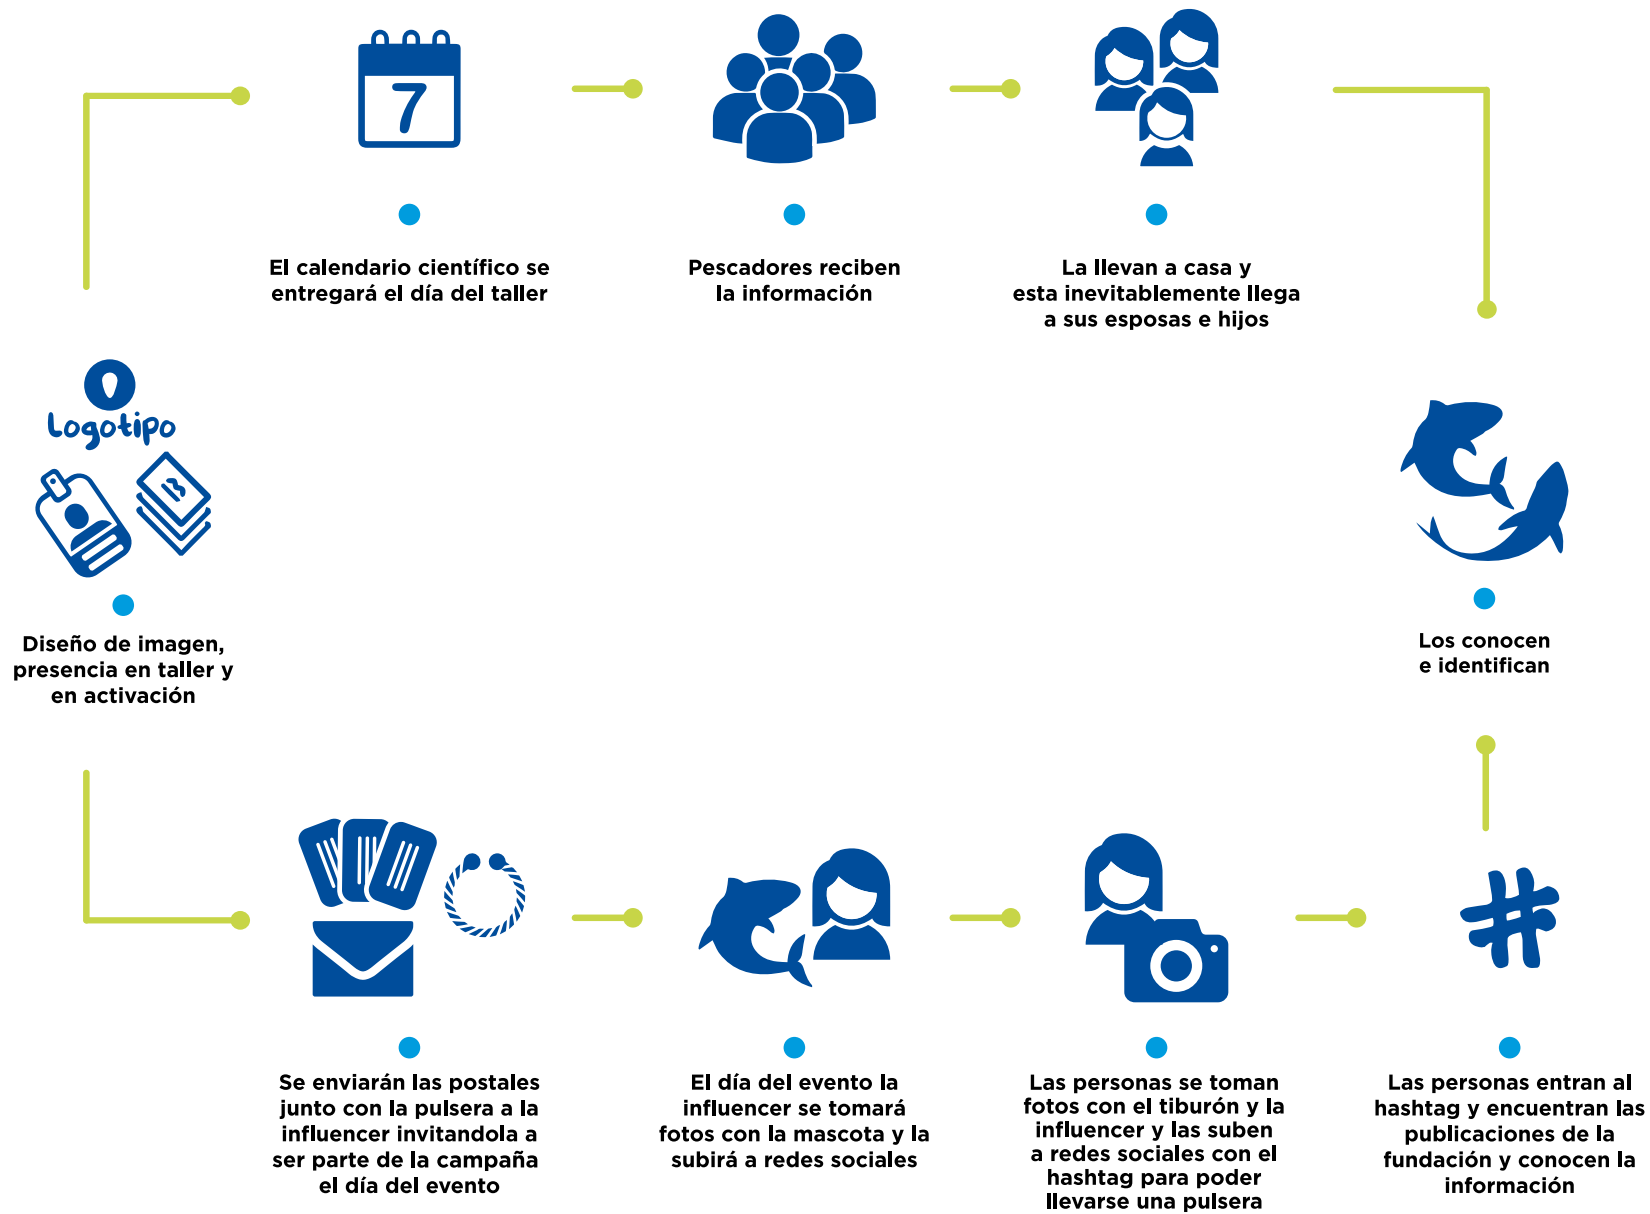 7
El calendario científico se
entregará el día del taller
Pescadores reciben
la información
La llevan a casa y
esta inevitablemente llega
a sus esposas e hijos
Logotipo
Diseño de imagen,
presencia en taller y
en activación
Los conocen
e identifican
Se enviarán las postales
junto con la pulsera a la
influencer invitandola a
ser parte de la campaña
el día del evento
El día del evento la
influencer se tomará
fotos con la mascota y la
subirá a redes sociales
Las personas se toman
fotos con el tiburón y la
influencer y las suben
a redes sociales con el
hashtag para poder
llevarse una pulsera
#
Las personas entran al
hashtag y encuentran las
publicaciones de la
fundación y conocen la
información